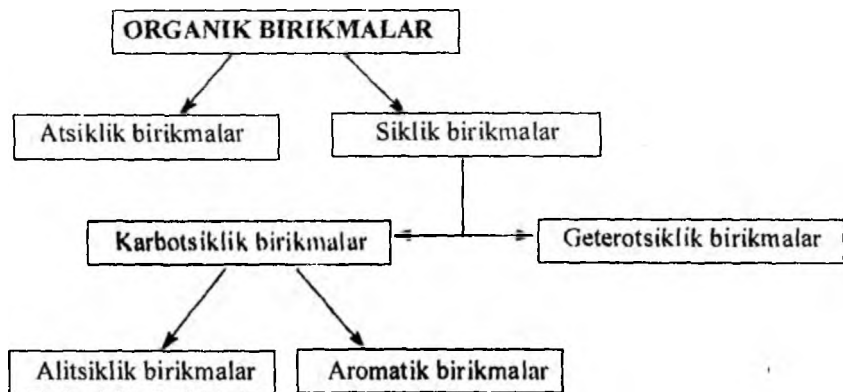 ORGANIK BIRIKMALAR
Atsiklik birikmalar
Siklik birikmalar
Karbotsiklik birikmalar
Geterotsiklik birikmalar
Alitsiklik birikmalar
Aromatik birikmalar